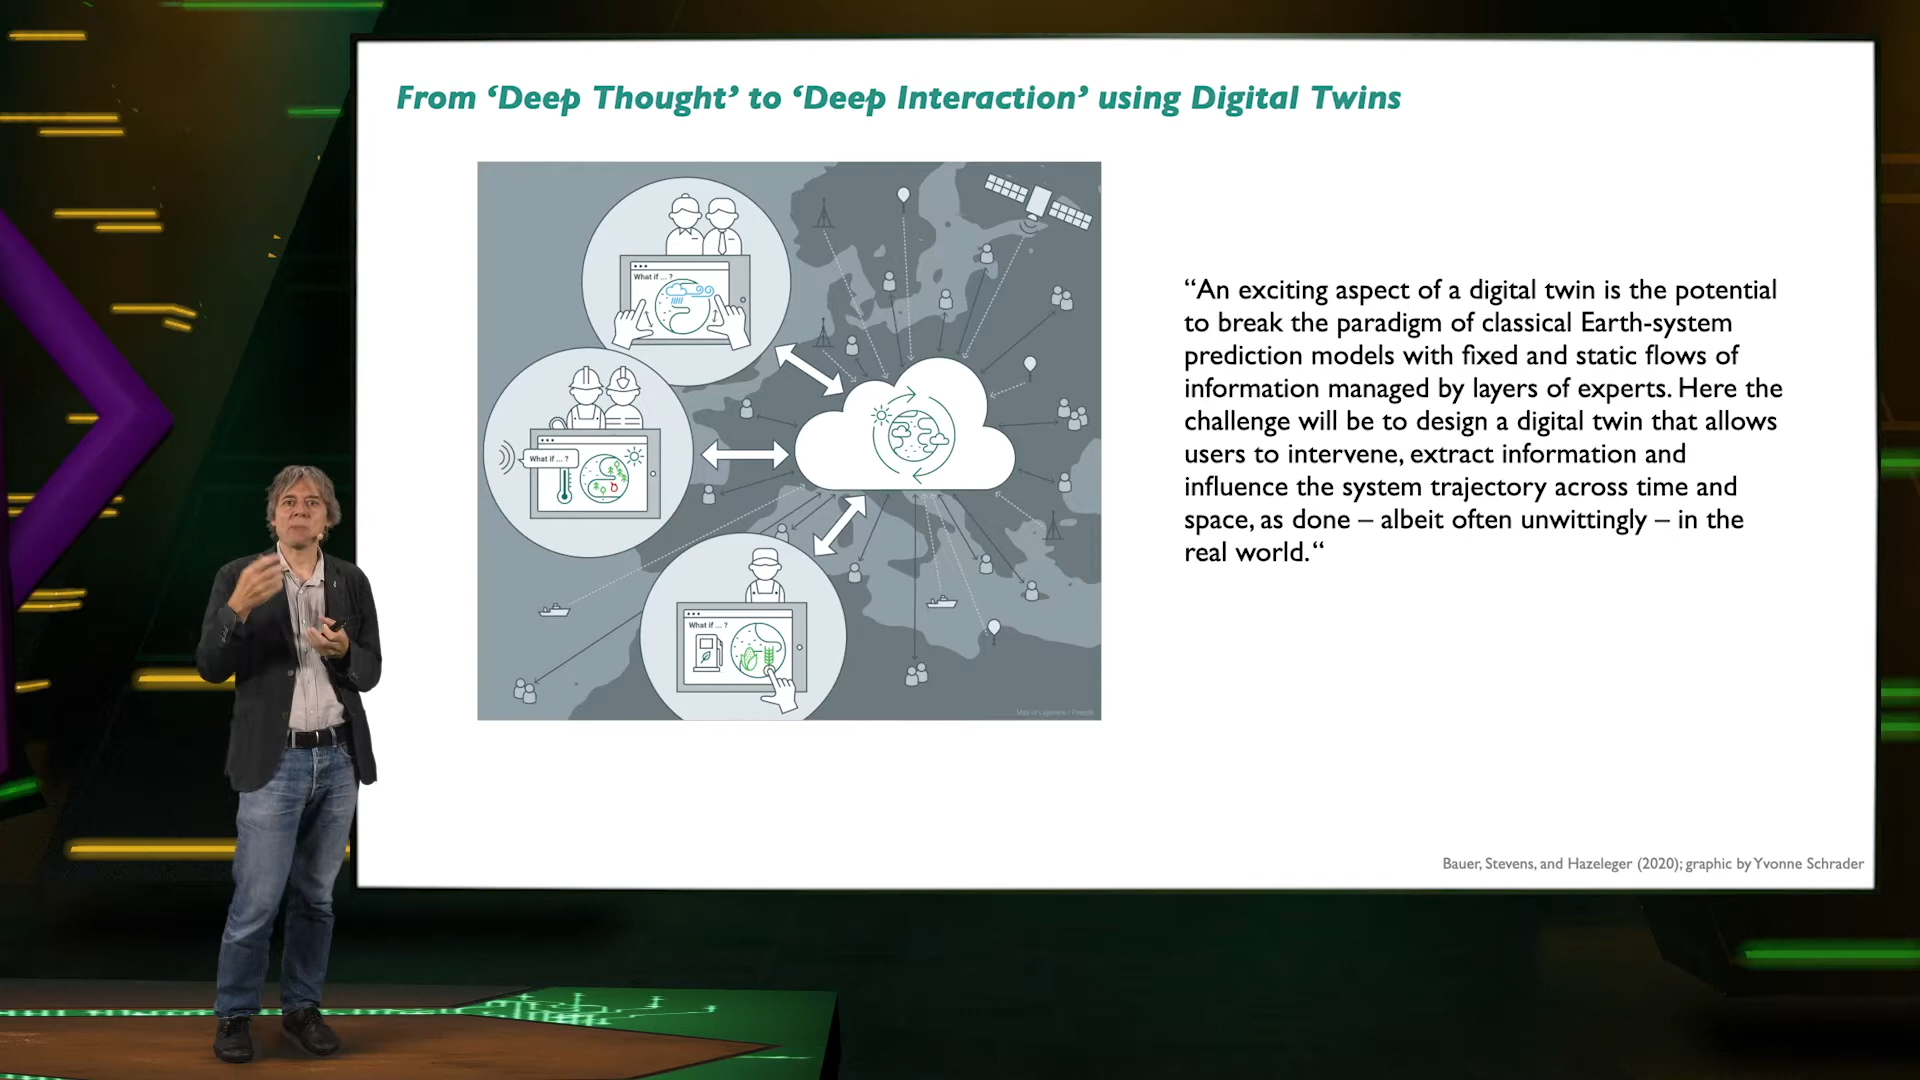 From ‘Deep Thought’ to ‘Deep Interaction’ using Digital Twins
What if ... ?
What if ... ?
What if ... ?
“An exciting aspect of a digital twin is the potential
to break the paradigm of classical Earth-system
prediction models with fixed and static flows of
information managed by layers of experts. Here the
challenge will be to design a digital twin that allows
users to intervene, extract information and
influence the system trajectory across time and
space, as done – albeit often unwittingly – in the
real world. “
Bauer, Stevens, and Hazeleger (2020); graphic by Yvonne Schrader